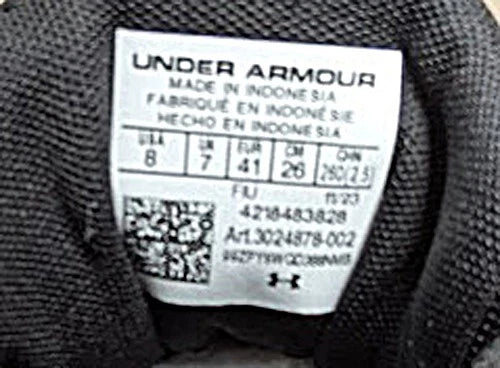 UNDER ARMOUR
MADE IN INDONESIA
FABRIQUÉ EN INDONÉSIE
HECHO EN INDONESIA
USA UK EUR CM CHN
8 7 41 26 260(2.5)
FIU 11/23
4218483828
Art.3024878-002